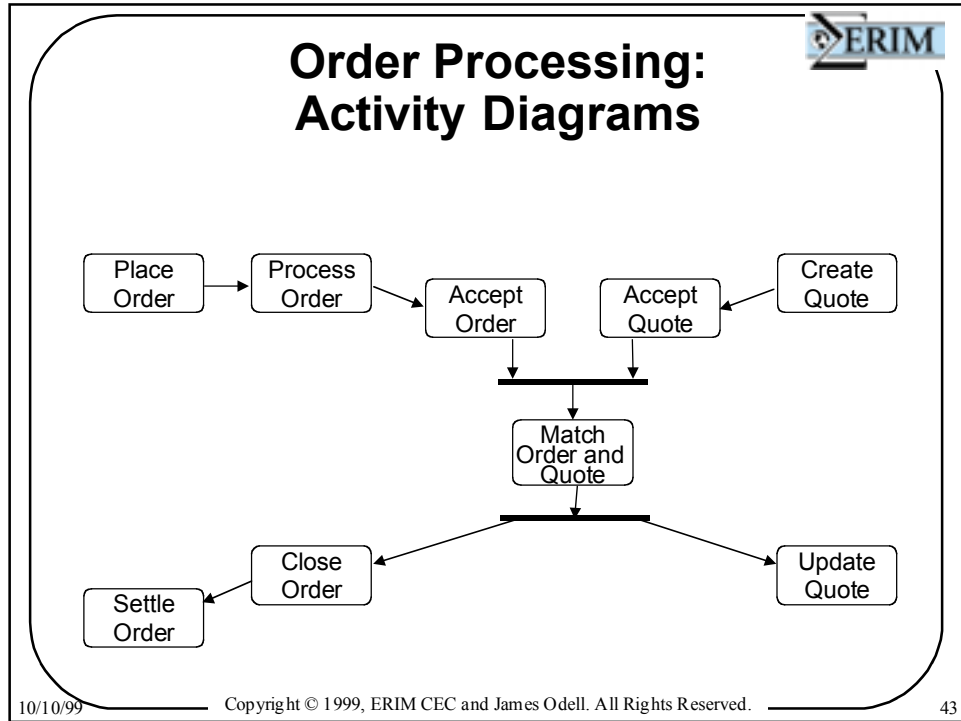 ERIM
Order Processing:
Activity Diagrams
Place
Order
Process
Order
Accept
Order
Accept
Quote
Create
Quote
Match
Order and
Quote
Close
Order
Update
Quote
Settle
Order
10/10/99
Copyright © 1999, ERIM CEC and James Odell. All Rights Reserved.
43